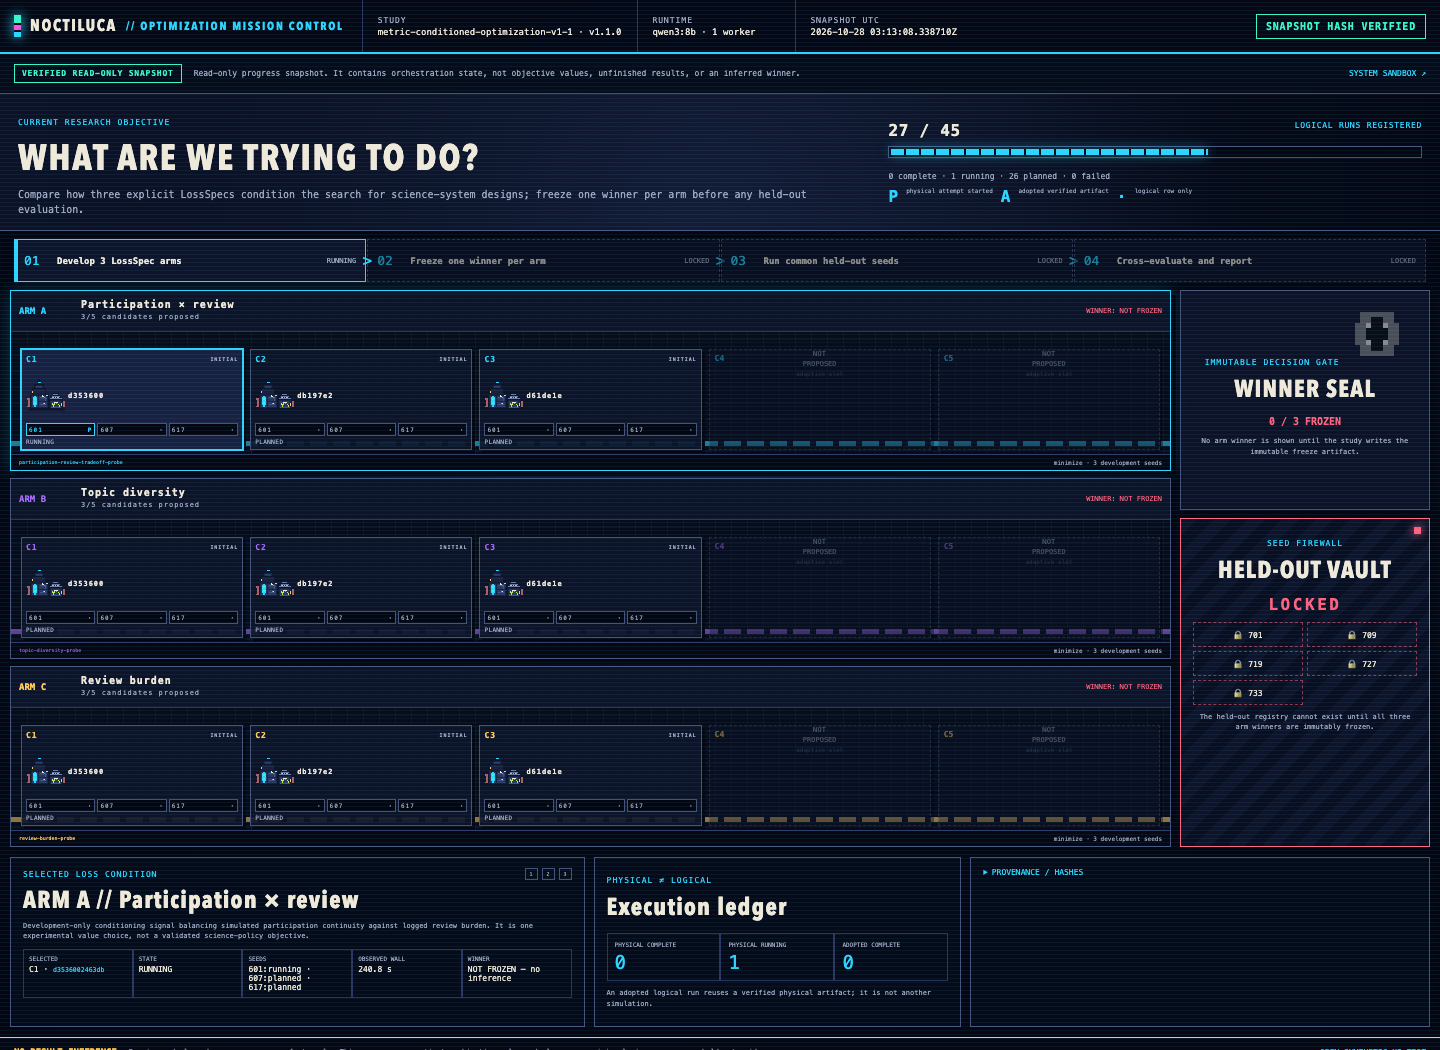 NOCTILUCA // OPTIMIZATION MISSION CONTROL
STUDY
metric-conditioned-optimization-v1-1 · v1.1.0
RUNTIME
qwen3:8b · 1 worker
SNAPSHOT UTC
2026-10-28 03:13:08.338710Z
SNAPSHOT HASH VERIFIED
VERIFIED READ-ONLY SNAPSHOT
Read-only progress snapshot. It contains orchestration state, not objective values, unfinished results, or an inferred winner.
SYSTEM SANDBOX ↗
CURRENT RESEARCH OBJECTIVE
WHAT ARE WE TRYING TO DO?
Compare how three explicit LossSpecs condition the search for science-system designs; freeze one winner per arm before any held-out
evaluation.
27 / 45
LOGICAL RUNS REGISTERED
0 complete · 1 running · 26 planned · 0 failed
P physical attempt started A adopted verified artifact · logical row only
01 Develop 3 LossSpec arms RUNNING >
02 Freeze one winner per arm LOCKED >
03 Run common held-out seeds LOCKED >
04 Cross-evaluate and report LOCKED
ARM A
Participation × review
3/5 candidates proposed
WINNER: NOT FROZEN
C1 INITIAL
d353600
601 P 607 · 617 ·
RUNNING
C2 INITIAL
db197e2
601 · 607 · 617 ·
PLANNED
C3 INITIAL
d61de1e
601 · 607 · 617 ·
PLANNED
C4
NOT
PROPOSED
adaptive slot
C5
NOT
PROPOSED
adaptive slot
participation-review-tradeoff-probe
minimize · 3 development seeds
ARM B
Topic diversity
3/5 candidates proposed
WINNER: NOT FROZEN
C1 INITIAL
d353600
601 · 607 · 617 ·
PLANNED
C2 INITIAL
db197e2
601 · 607 · 617 ·
PLANNED
C3 INITIAL
d61de1e
601 · 607 · 617 ·
PLANNED
C4
NOT
PROPOSED
adaptive slot
C5
NOT
PROPOSED
adaptive slot
topic-diversity-probe
minimize · 3 development seeds
ARM C
Review burden
3/5 candidates proposed
WINNER: NOT FROZEN
C1 INITIAL
d353600
601 · 607 · 617 ·
PLANNED
C2 INITIAL
db197e2
601 · 607 · 617 ·
PLANNED
C3 INITIAL
d61de1e
601 · 607 · 617 ·
PLANNED
C4
NOT
PROPOSED
adaptive slot
C5
NOT
PROPOSED
adaptive slot
review-burden-probe
minimize · 3 development seeds
IMMUTABLE DECISION GATE
WINNER SEAL
0 / 3 FROZEN
No arm winner is shown until the study writes the
immutable freeze artifact.
SEED FIREWALL
HELD-OUT VAULT
LOCKED
🔒 701
🔒 709
🔒 719
🔒 727
🔒 733
The held-out registry cannot exist until all three
arm winners are immutably frozen.
SELECTED LOSS CONDITION
1 2 3
ARM A // Participation × review
Development-only conditioning signal balancing simulated participation continuity against logged review burden. It is one
experimental value choice, not a validated science-policy objective.
SELECTED
C1 · d3536002463db
STATE
RUNNING
SEEDS
601:running ·
607:planned ·
617:planned
OBSERVED WALL
240.8 s
WINNER
NOT FROZEN — no
inference
PHYSICAL ≠ LOGICAL
Execution ledger
PHYSICAL COMPLETE
0
PHYSICAL RUNNING
1
ADOPTED COMPLETE
0
An adopted logical run reuses a verified physical artifact; it is not another
simulation.
▶ PROVENANCE / HASHES